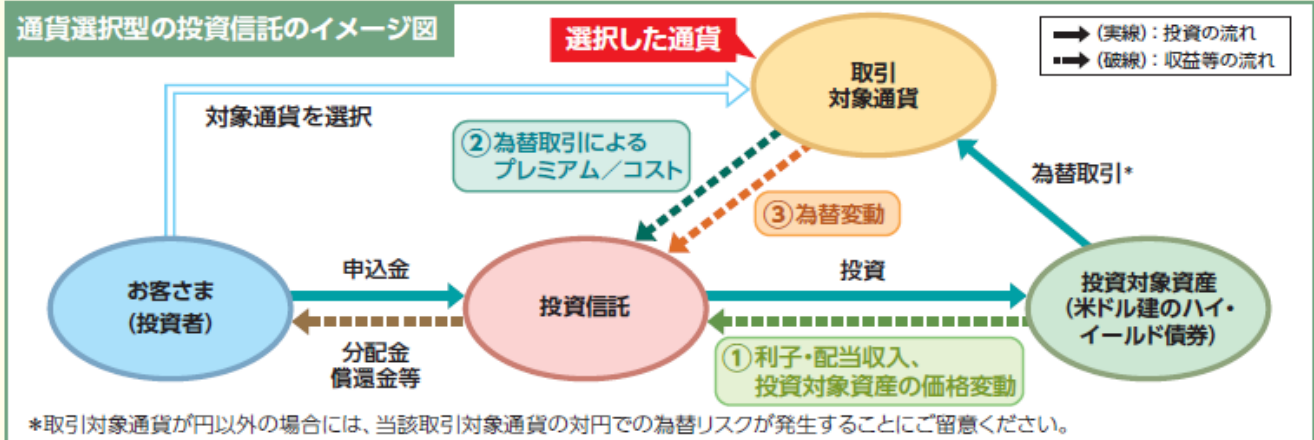 通貨選択型の投資信託のイメージ図
選択した通貨
(実線):投資の流れ
(破線):収益等の流れ
取引
対象通貨
対象通貨を選択
②為替取引による
プレミアム/コスト
為替取引*
③為替変動
お客さま
(投資者)
申込金
投資信託
投資
投資対象資産
(米ドル建のハイ・
イールド債券)
分配金
償還金等
①利子・配当収入、
投資対象資産の価格変動
*取引対象通貨が円以外の場合には、当該取引対象通貨の対円での為替リスクが発生することにご留意ください。